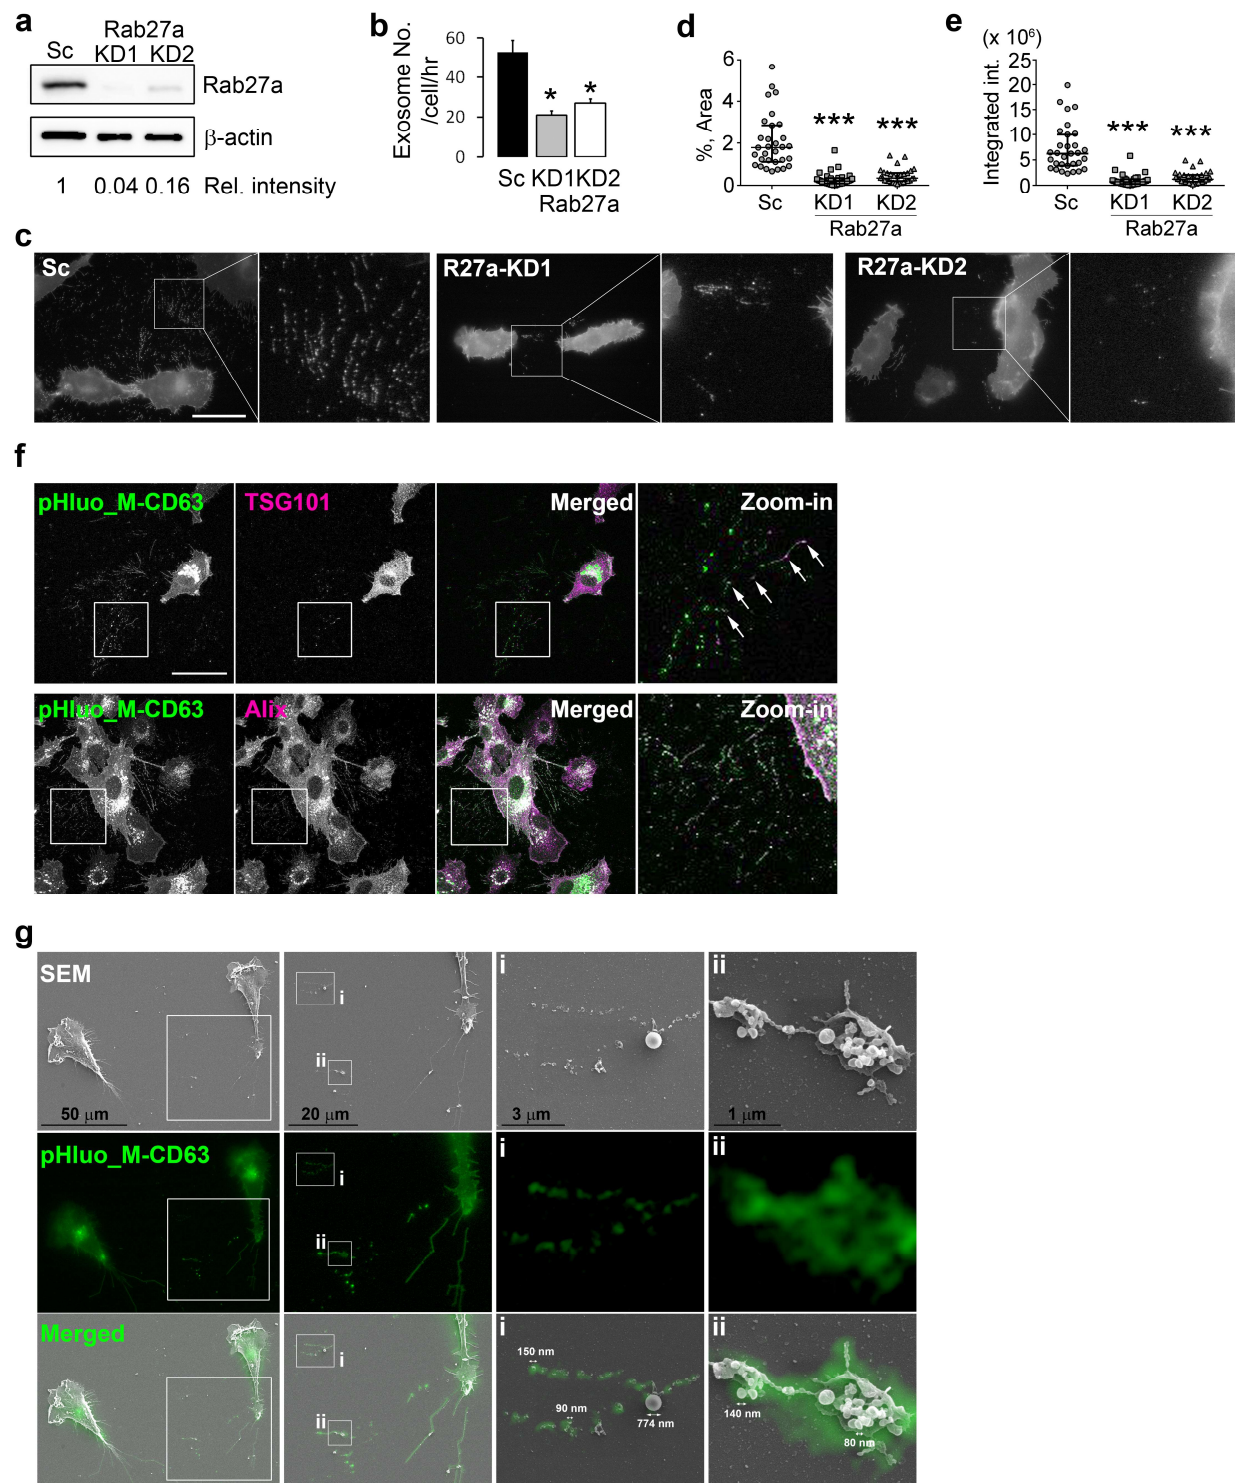 a
Rab27a
Sc KD1 KD2
Rab27a
β-actin
1 0.04 0.16 Rel. intensity
b
Exosome No.
/cell/hr
60
40
20
0
* *
Sc KD1 KD2
Rab27a
d
%, Area
6
4
2
0
*** ***
Sc KD1 KD2
Rab27a
e
(x 10⁶)
Integrated int.
25
20
15
10
5
0
*** ***
Sc KD1 KD2
Rab27a
c
Sc
R27a-KD1
R27a-KD2
f
pHluo_M-CD63 TSG101 Merged Zoom-in
pHluo_M-CD63 Alix Merged Zoom-in
g
SEM
50 μm
i
ii
20 μm
i
3 μm
ii
1 μm
pHluo_M-CD63
i
ii
i
ii
Merged
i
ii
i
150 nm
90 nm
774 nm
ii
140 nm
80 nm